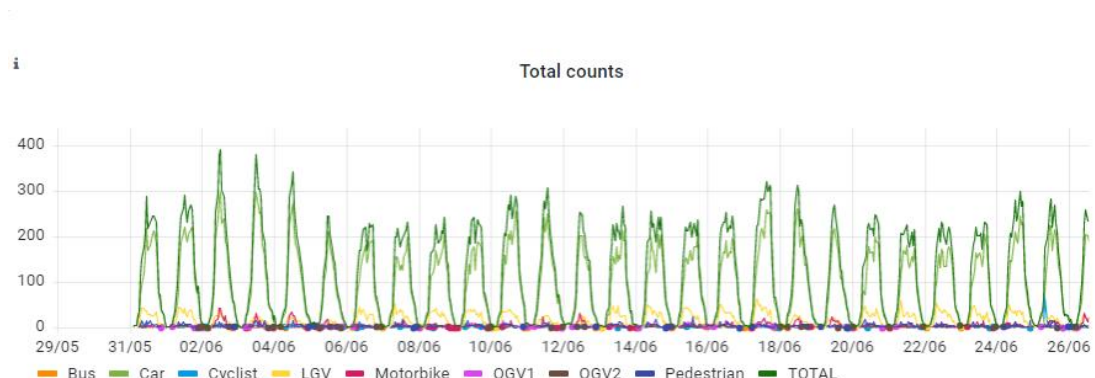 i
Total counts
400
300
200
100
0
29/05 31/05 02/06 04/06 06/06 08/06 10/06 12/06 14/06 16/06 18/06 20/06 22/06 24/06 26/06
Bus Car Cyclist LGV Motorbike OGV1 OGV2 Pedestrian TOTAL